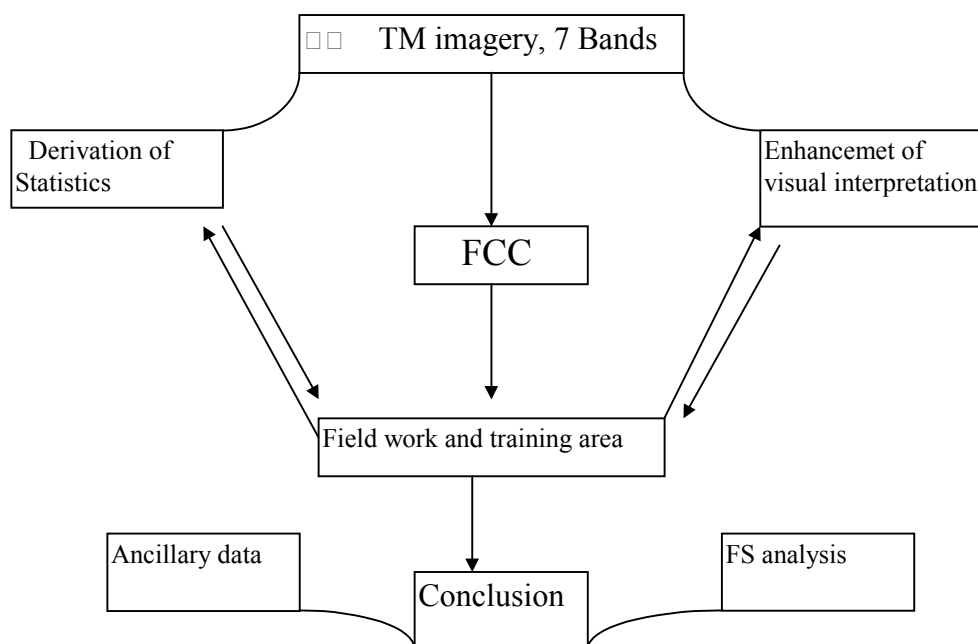 TM imagery, 7 Bands
Derivation of
Statistics
Enhancemet of
visual interpretation
FCC
Field work and training area
Ancillary data
FS analysis
Conclusion